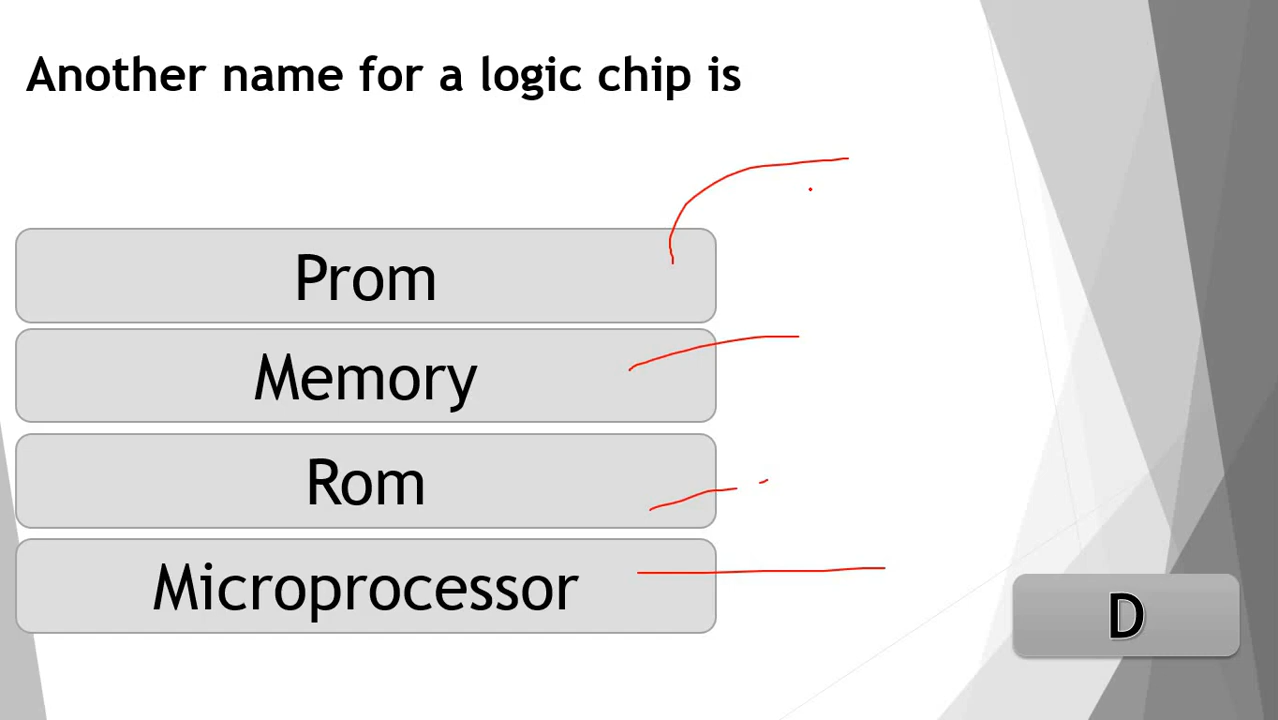 Another name for a logic chip is
Prom
Memory
Rom
Microprocessor
D